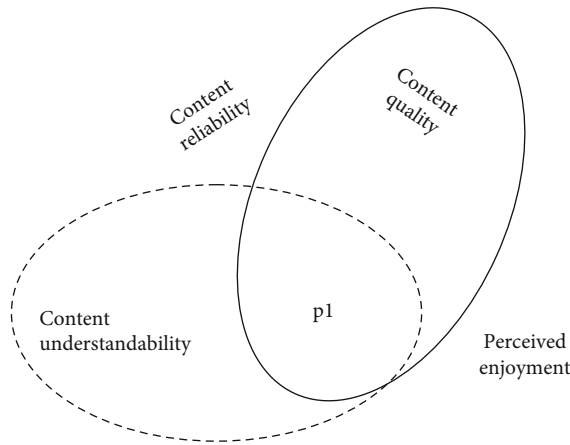 Content
reliability
Content
quality
Content
understandability
p1
Perceived
enjoyment